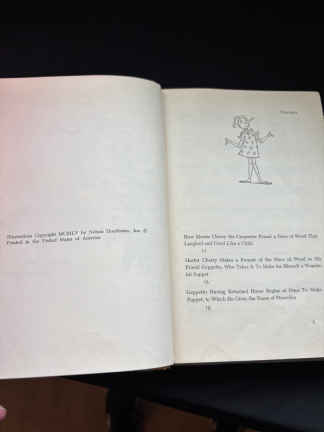 Illustrations Copyright MCMLV by Nelson Doubleday, Inc.
Printed in the United States of America
Contents
How Master Cherry the Carpenter Found a Piece of Wood That
Laughed and Cried Like a Child
Master Cherry Makes a Present of the Piece of Wood to His
Friend Geppetto, Who Takes It To Make for Himself a Wonder-
ful Puppet
Geppetto Having Returned Home Begins at Once To Make
Puppet, to Which He Gives the Name of Pinocchio